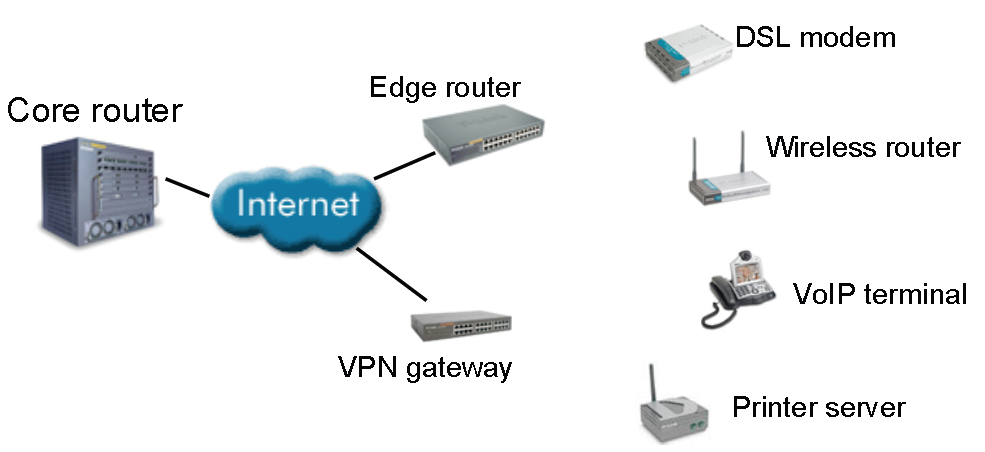 DSL modem
Edge router
Core router
Wireless router
Internet
VoIP terminal
VPN gateway
Printer server